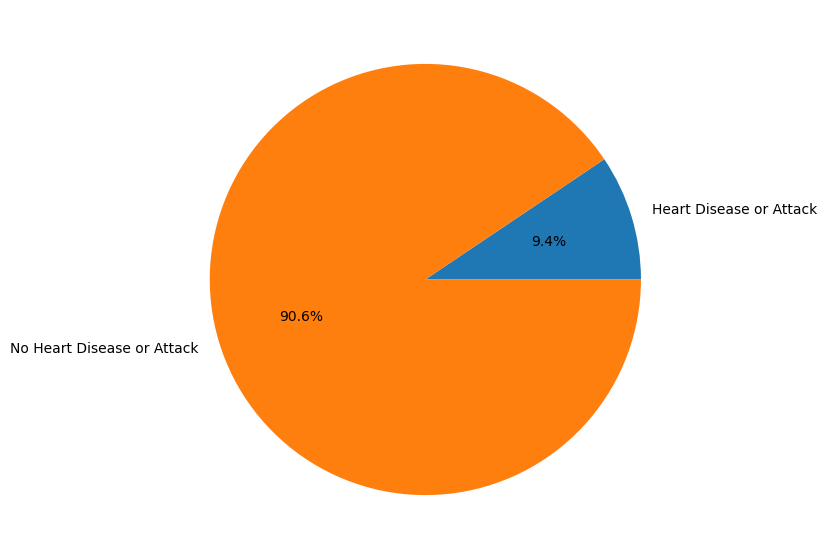 Heart Disease or Attack
9.4%
90.6%
No Heart Disease or Attack